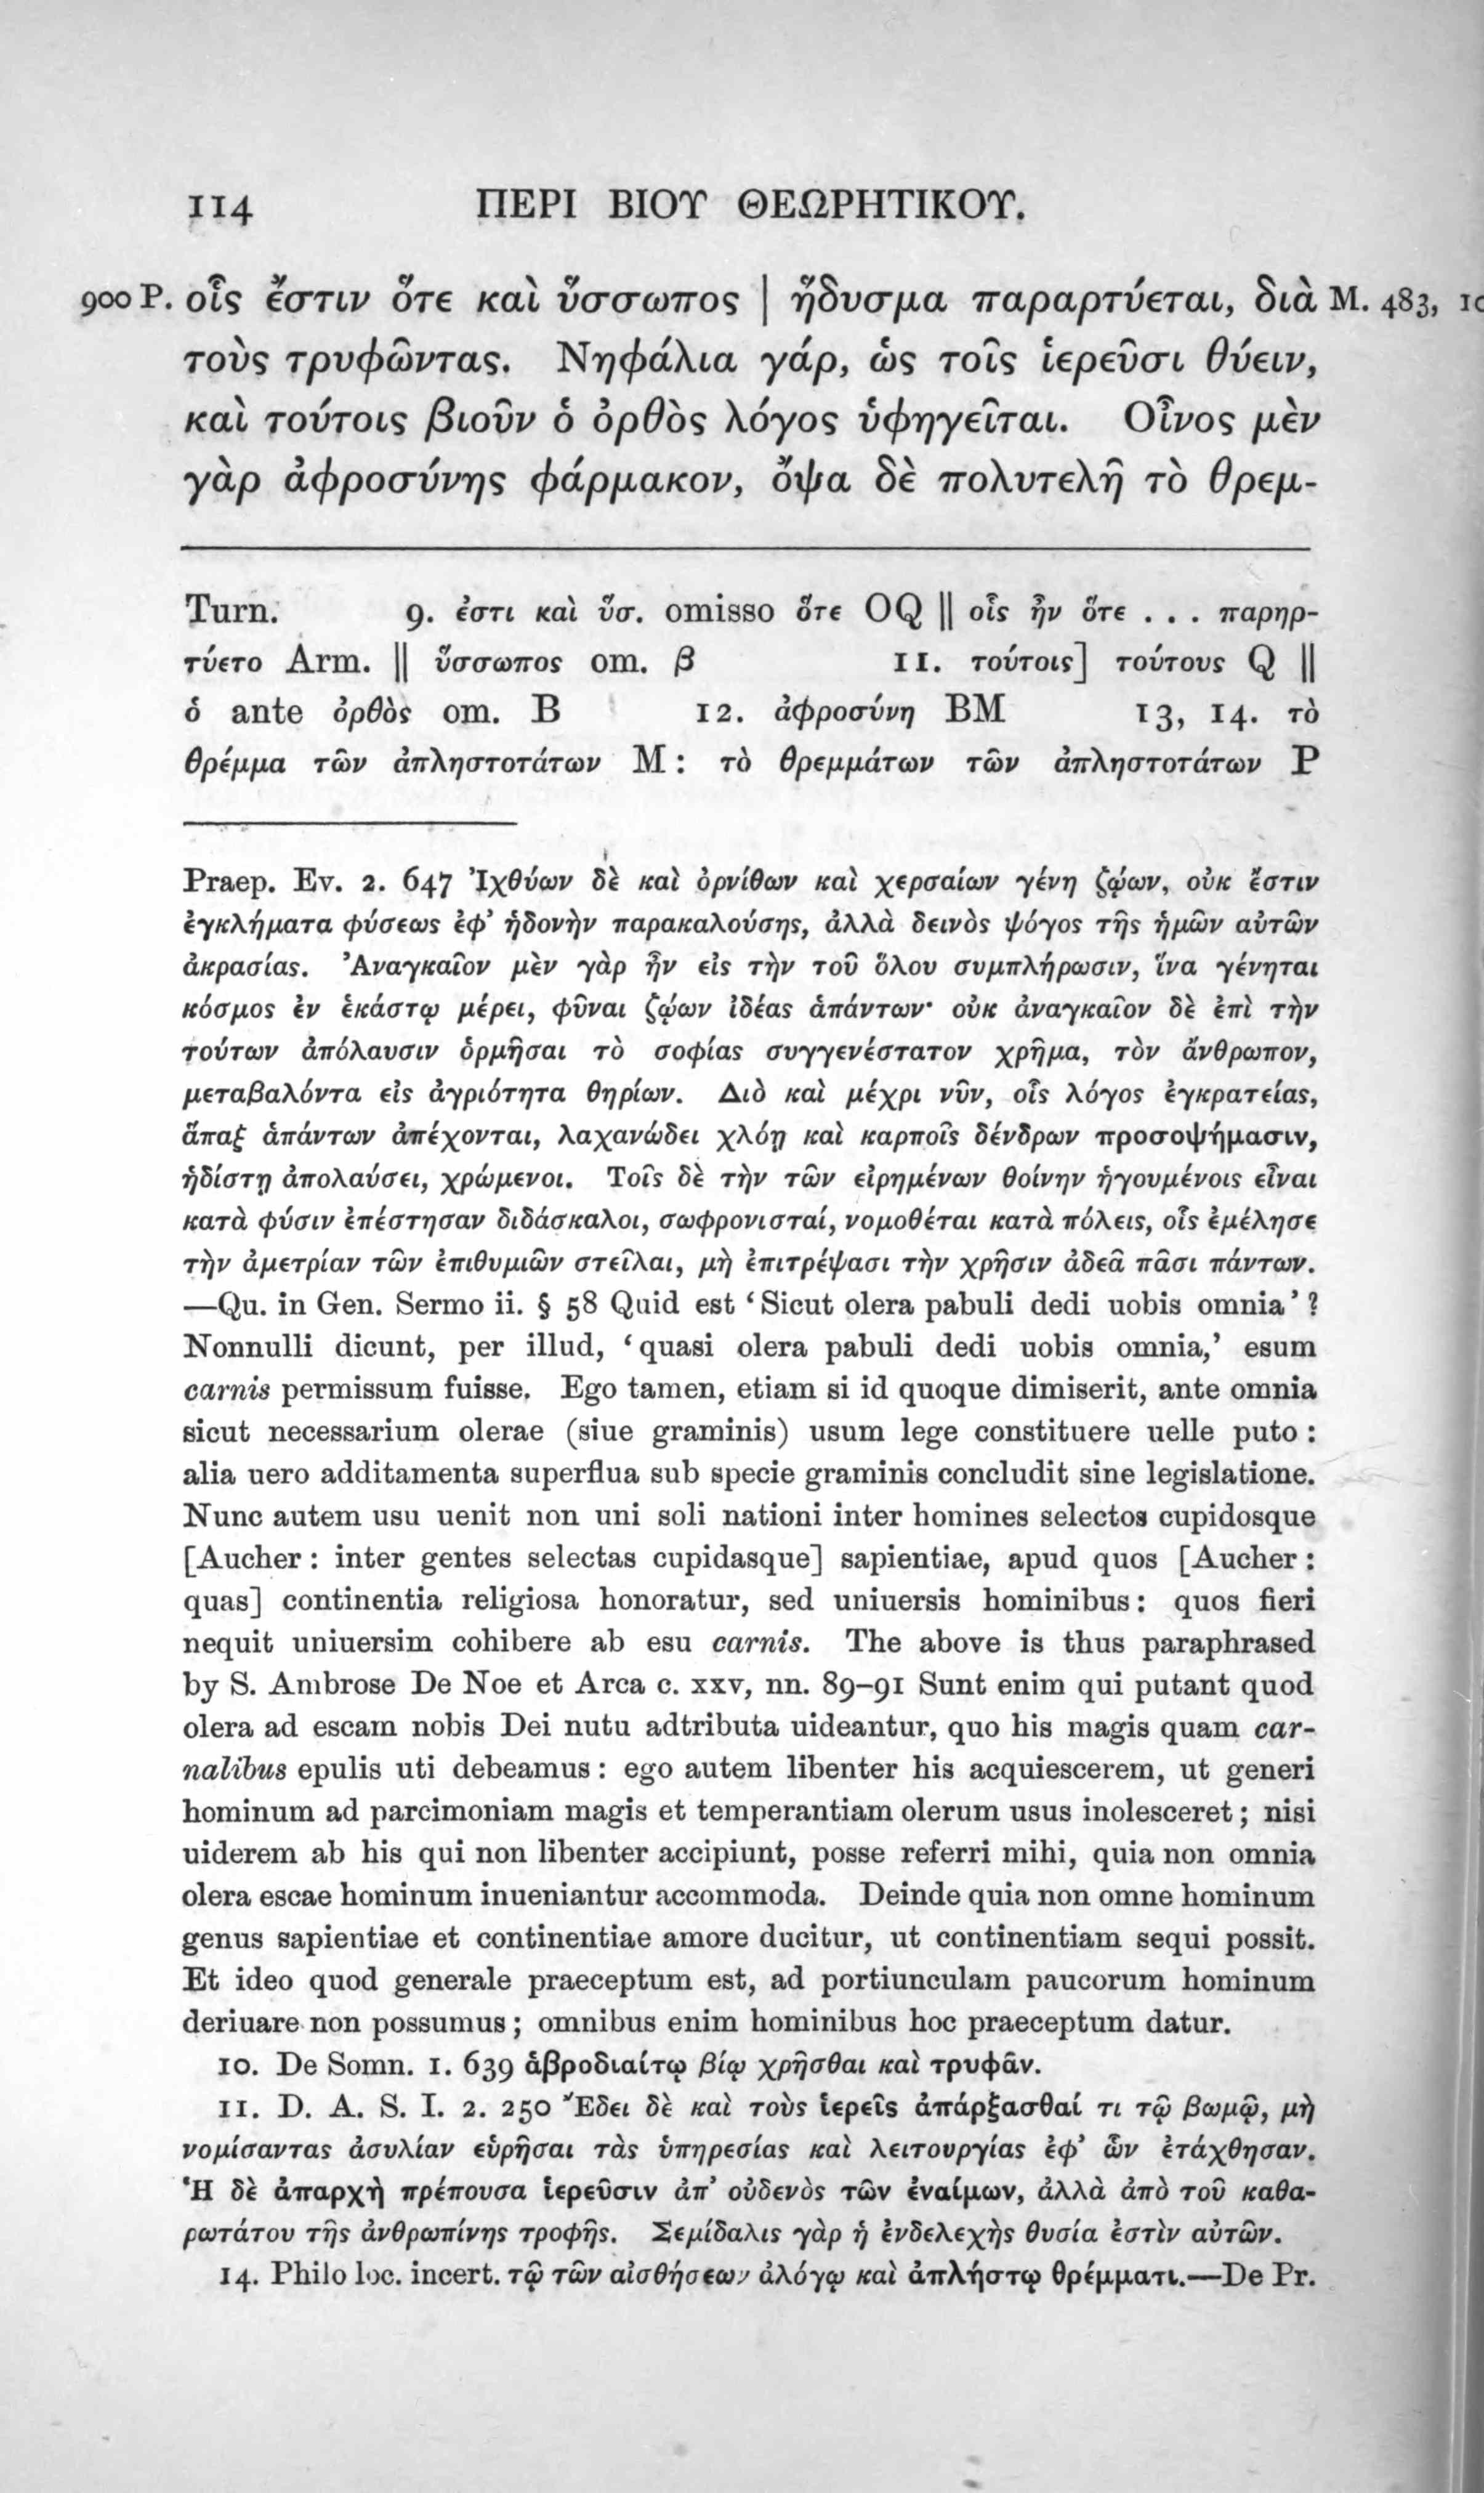 114 ΠΕΡΙ ΒΙΟΥ ΘΕΩΡΗΤΙΚΟΥ.
900 P. οἷς ἔστιν ὅτε καὶ ὕσσωπος | ἥδυσμα παραρτύεται, διὰ M. 483,
τοὺς τρυφῶντας. Νηφάλια γάρ, ὡς τοῖς ἱερεῦσι θύειν,
καὶ τούτοις βιοῦν ὁ ὀρθὸς λόγος ὑφηγεῖται. Οἶνος μὲν
γὰρ ἀφροσύνης φάρμακον, ὄψα δὲ πολυτελῆ τὸ θρεμ-
Turn. 9. ἐστι καὶ ὕσ. omisso ὅτε OQ || οἷς ἦν ὅτε . . . παρηρ-
τύετο Arm. || ὕσσωπος om. β 11. τούτοις] τούτους Q ||
ὁ ante ὀρθὸς om. B 12. ἀφροσύνη BM 13, 14. τὸ
θρέμμα τῶν ἀπληστοτάτων M : τὸ θρεμμάτων τῶν ἀπληστοτάτων P
Praep. Ev. 2. 647 Ἰχθύων δὲ καὶ ὀρνίθων καὶ χερσαίων γένη ζῴων, οὐκ ἔστιν
ἐγκλήματα φύσεως ἐφ’ ἡδονὴν παρακαλούσης, ἀλλὰ δεινὸς ψόγος τῆς ἡμῶν αὐτῶν
ἀκρασίας. Ἀναγκαῖον μὲν γὰρ ἦν εἰς τὴν τοῦ ὅλου συμπλήρωσιν, ἵνα γένηται
κόσμος ἐν ἑκάστῳ μέρει, φῦναι ζῴων ἰδέας ἁπάντων· οὐκ ἀναγκαῖον δὲ ἐπὶ τὴν
τούτων ἀπόλαυσιν ὁρμῆσαι τὸ σοφίας συγγενέστατον χρῆμα, τὸν ἄνθρωπον,
μεταβαλόντα εἰς ἀγριότητα θηρίων. Διὸ καὶ μέχρι νῦν, οἷς λόγος ἐγκρατείας,
ἅπαξ ἁπάντων ἀπέχονται, λαχανώδει χλόῃ καὶ καρποῖς δένδρων προσοψήμασιν,
ἡδίστῃ ἀπολαύσει, χρώμενοι. Τοῖς δὲ τὴν τῶν εἰρημένων θοίνην ἡγουμένοις εἶναι
κατὰ φύσιν ἐπέστησαν διδάσκαλοι, σωφρονισταί, νομοθέται κατὰ πόλεις, οἷς ἐμέλησε
τὴν ἀμετρίαν τῶν ἐπιθυμιῶν στεῖλαι, μὴ ἐπιτρέψασι τὴν χρῆσιν ἀδεᾶ πᾶσι πάντων.
—Qu. in Gen. Sermo ii. § 58 Quid est ‘Sicut olera pabuli dedi uobis omnia’ ?
Nonnulli dicunt, per illud, ‘quasi olera pabuli dedi uobis omnia,’ esum
carnis permissum fuisse. Ego tamen, etiam si id quoque dimiserit, ante omnia
sicut necessarium olerae (siue graminis) usum lege constituere uelle puto :
alia uero additamenta superflua sub specie graminis concludit sine legislatione.
Nunc autem usu uenit non uni soli nationi inter homines selectos cupidosque
[Aucher : inter gentes selectas cupidasque] sapientiae, apud quos [Aucher :
quas] continentia religiosa honoratur, sed uniuersis hominibus : quos fieri
nequit uniuersim cohibere ab esu carnis. The above is thus paraphrased
by S. Ambrose De Noe et Arca c. xxv, nn. 89–91 Sunt enim qui putant quod
olera ad escam nobis Dei nutu adtributa uideantur, quo his magis quam car-
nalibus epulis uti debeamus : ego autem libenter his acquiescerem, ut generi
hominum ad parcimoniam magis et temperantiam olerum usus inolesceret ; nisi
uiderem ab his qui non libenter accipiunt, posse referri mihi, quia non omnia
olera escae hominum inueniantur accommoda. Deinde quia non omne hominum
genus sapientiae et continentiae amore ducitur, ut continentiam sequi possit.
Et ideo quod generale praeceptum est, ad portiunculam paucorum hominum
deriuare non possumus ; omnibus enim hominibus hoc praeceptum datur.
10. De Somn. 1. 639 ἁβροδιαίτῳ βίῳ χρῆσθαι καὶ τρυφᾶν.
11. D. A. S. I. 2. 250 Ἔδει δὲ καὶ τοὺς ἱερεῖς ἀπάρξασθαί τι τῷ βωμῷ, μὴ
νομίσαντας ἀσυλίαν εὑρῆσαι τὰς ὑπηρεσίας καὶ λειτουργίας ἐφ’ ὧν ἐτάχθησαν.
Ἡ δὲ ἀπαρχὴ πρέπουσα ἱερεῦσιν ἀπ’ οὐδενὸς τῶν ἐναίμων, ἀλλὰ ἀπὸ τοῦ καθα-
ρωτάτου τῆς ἀνθρωπίνης τροφῆς. Σεμίδαλις γὰρ ἡ ἐνδελεχὴς θυσία ἐστὶν αὐτῶν.
14. Philo loc. incert. τῷ τῶν αἰσθήσεων ἀλόγῳ καὶ ἀπλήστῳ θρέμματι.—De Pr.